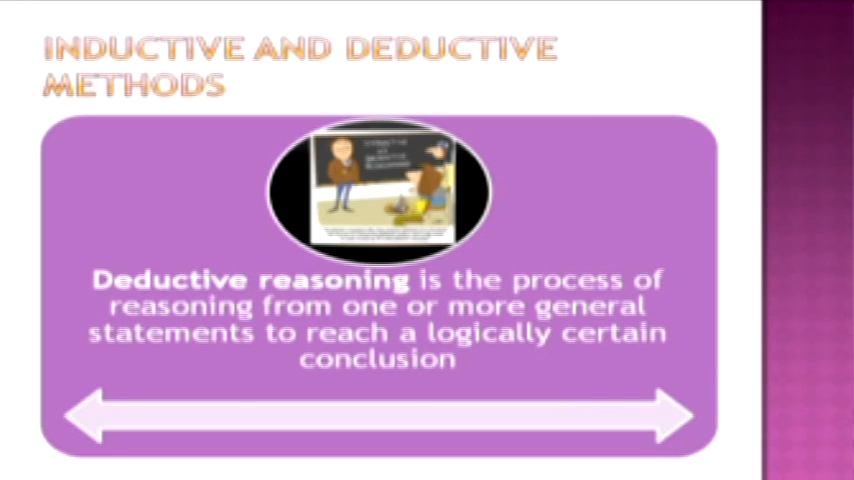 INDUCTIVE AND DEDUCTIVE
METHODS
Deductive reasoning is the process of
reasoning from one or more general
statements to reach a logically certain
conclusion